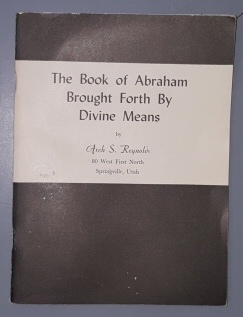 The Book of Abraham
Brought Forth By
Divine Means
by
Arch S. Reynolds
80 West First North
Springville, Utah